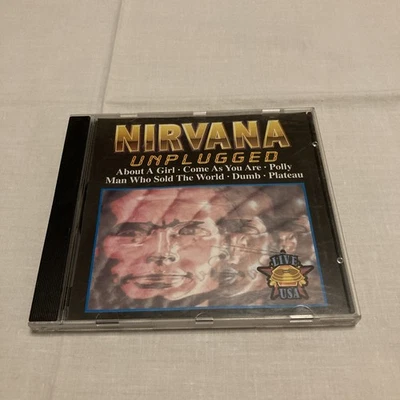 NIRVANA
UNPLUGGED
About A Girl · Come As You Are · Polly
Man Who Sold The World · Dumb · Plateau
LIVE
USA